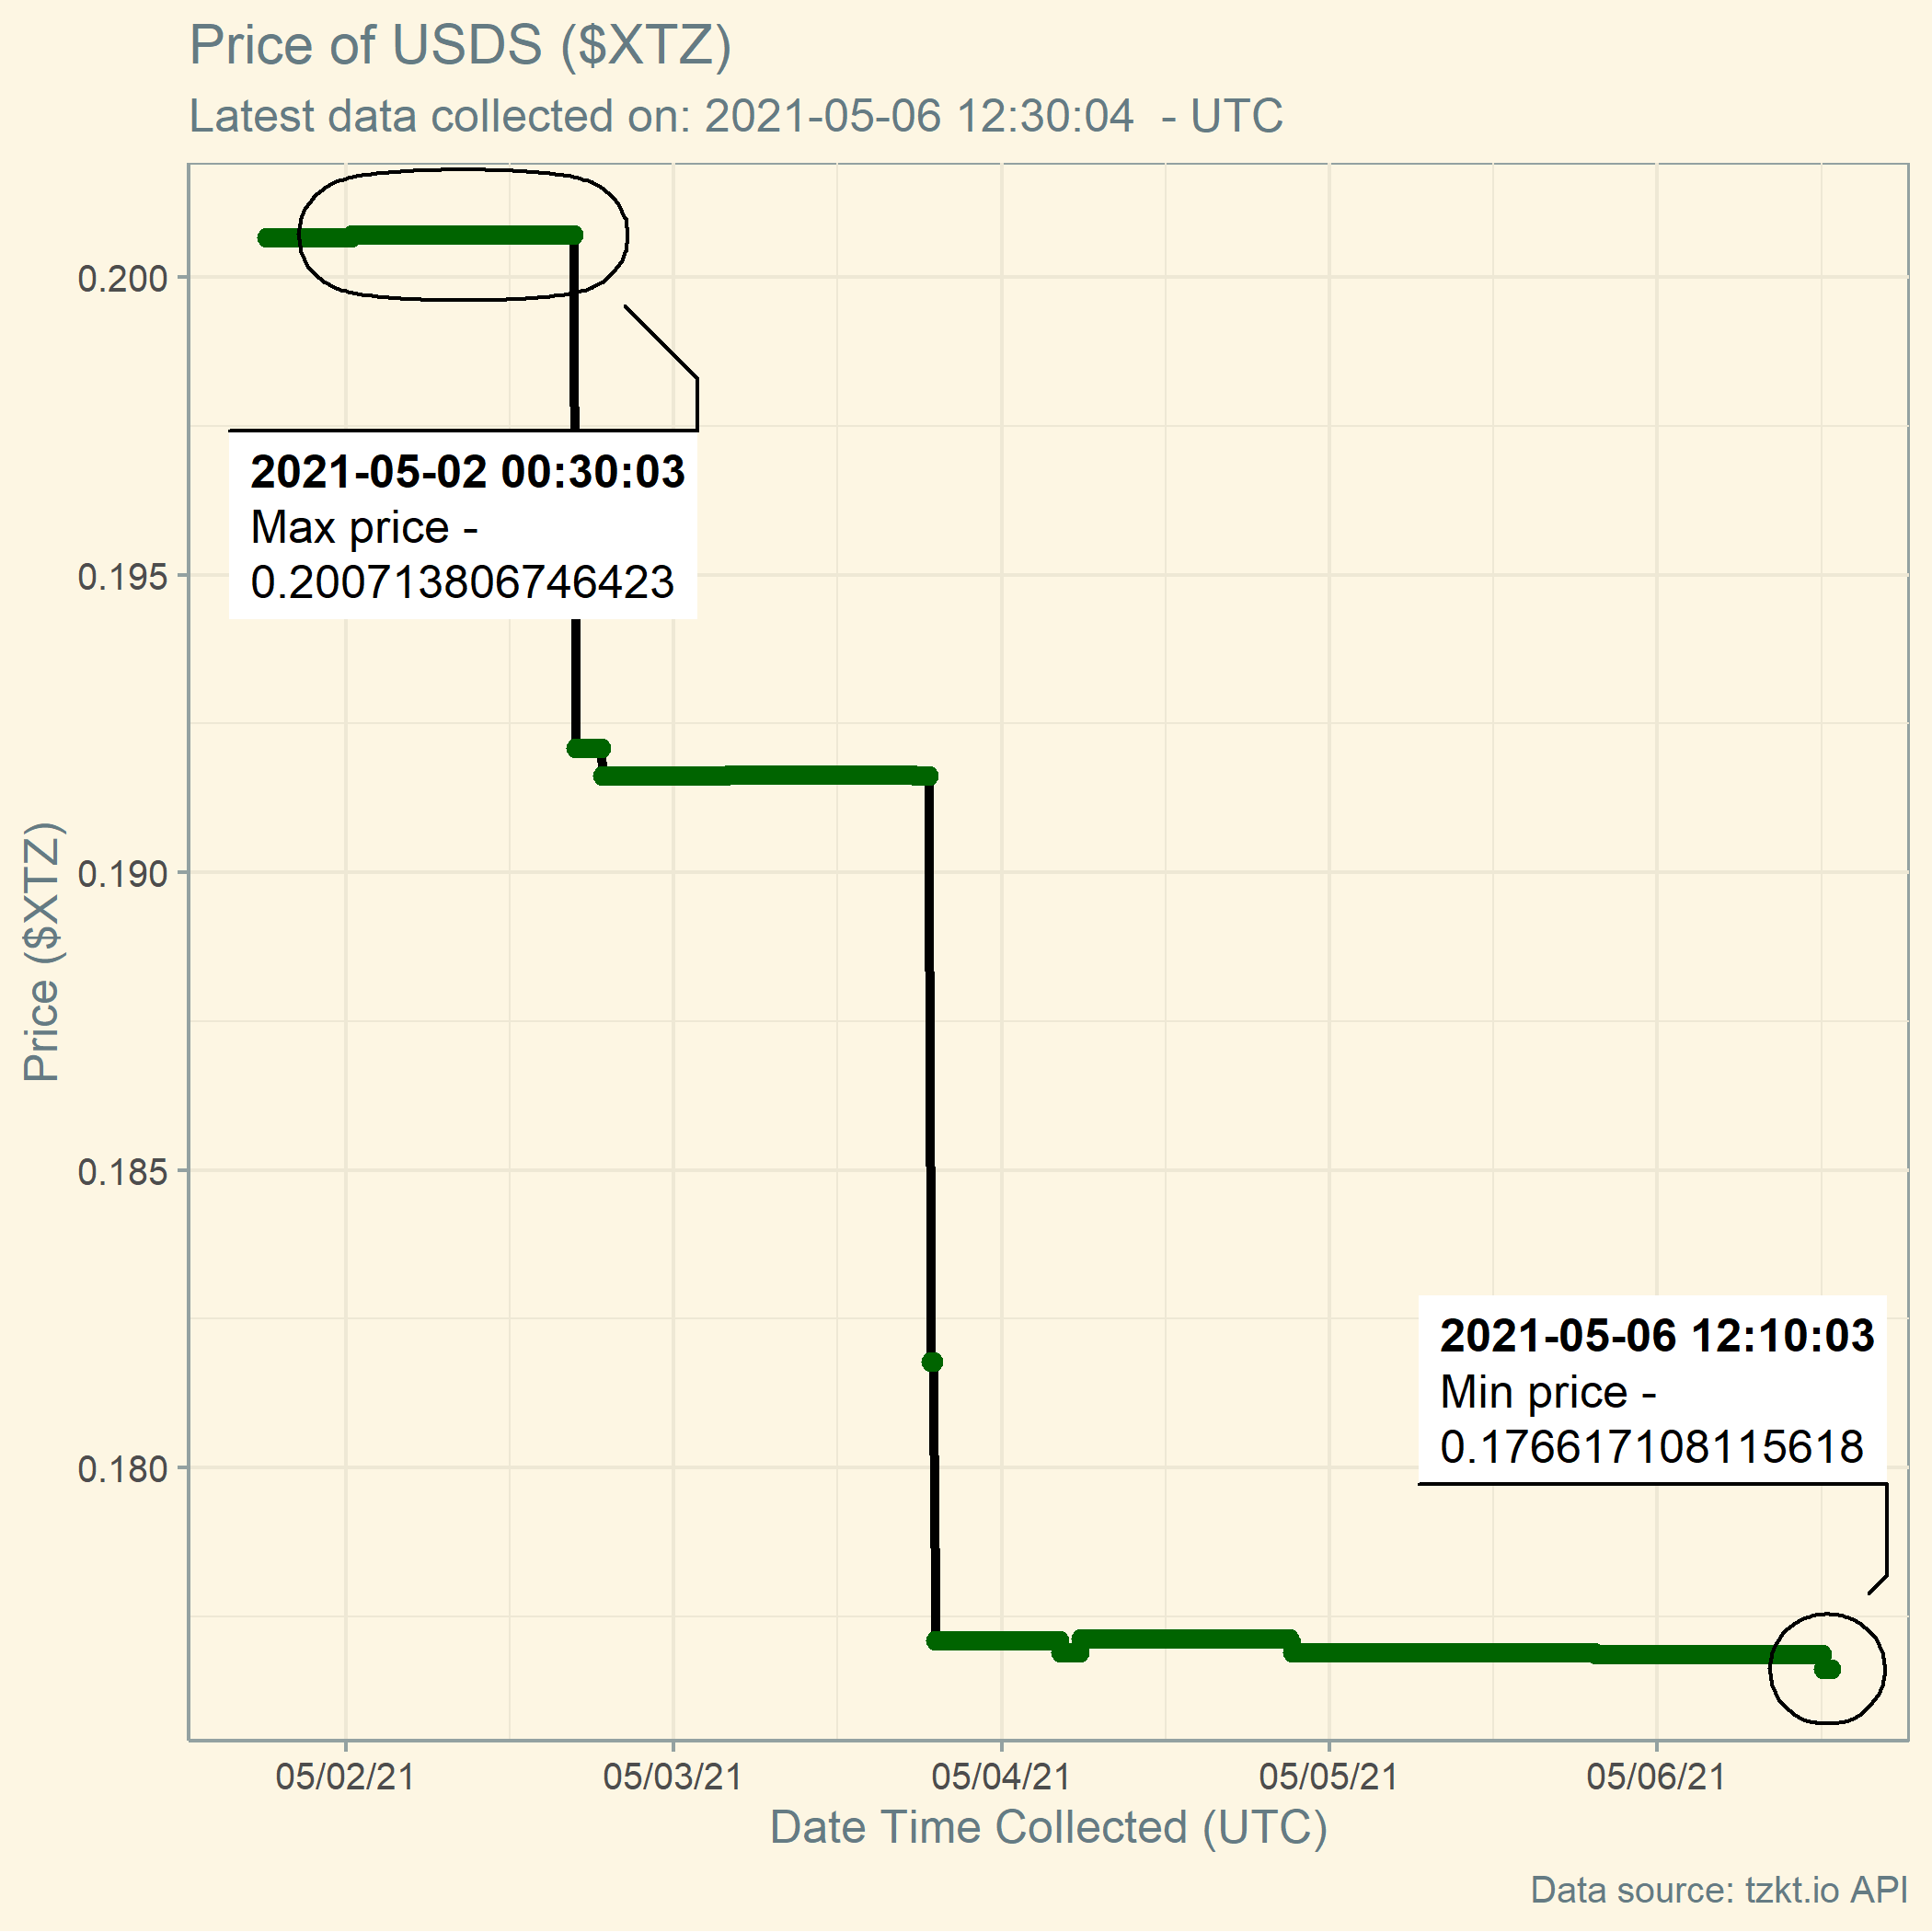 Price of USDS ($XTZ)
Latest data collected on: 2021-05-06 12:30:04  - UTC
Price ($XTZ)
0.200
0.195
0.190
0.185
0.180
2021-05-02 00:30:03
Max price -
0.200713806746423
2021-05-06 12:10:03
Min price -
0.176617108115618
05/02/21
05/03/21
05/04/21
05/05/21
05/06/21
Date Time Collected (UTC)
Data source: tzkt.io API